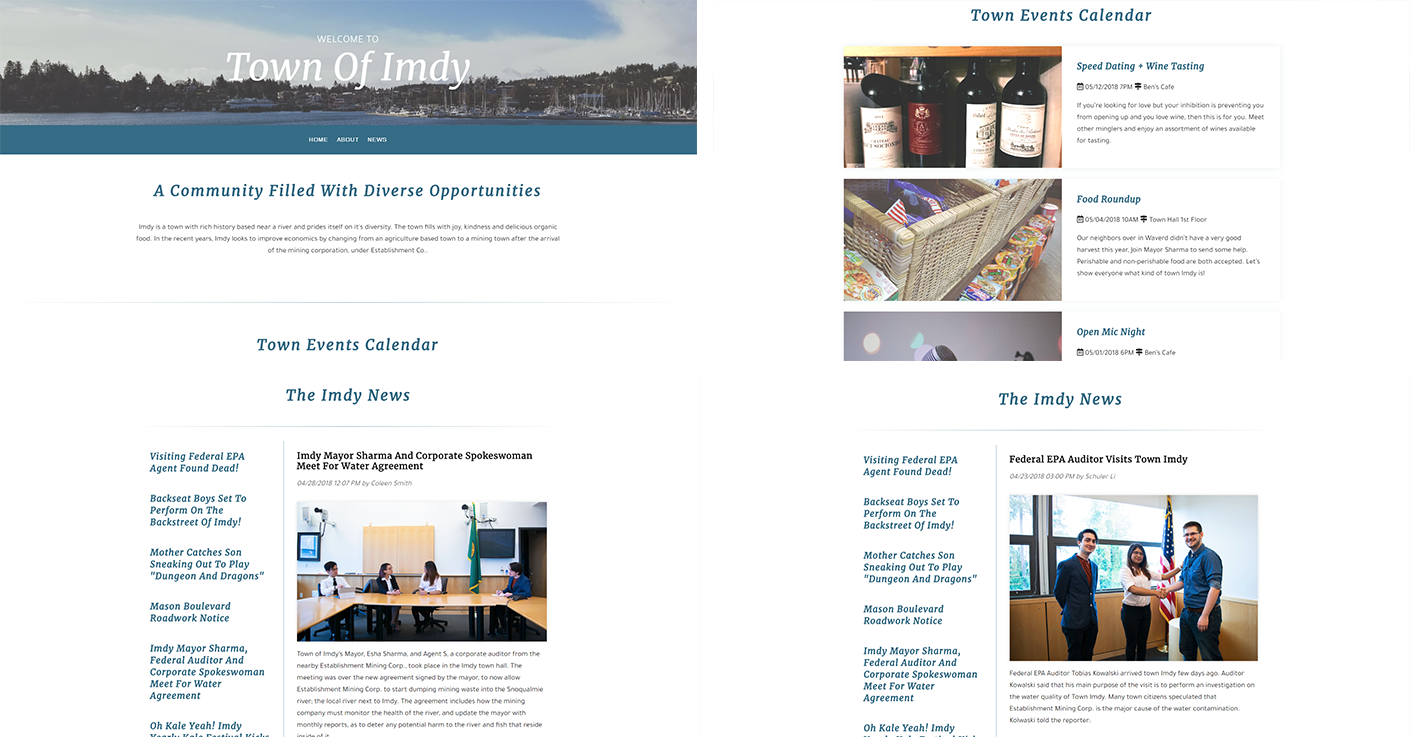 WELCOME TO
Town Of Imdy
HOME ABOUT NEWS
A Community Filled With Diverse Opportunities
Imdy is a town with rich history based near a river and prides itself on it's diversity. The town fills with joy, kindness and delicious organic
food. In the recent years, Imdy looks to improve economics by changing from an agriculture based town to a mining town after the arrival
of the mining corporation, under Establishment Co..
Town Events Calendar
Town Events Calendar
Speed Dating + Wine Tasting
05/12/2018 7PM Ben's Cafe
If you're looking for love but your inhibition is preventing you
from opening up and you love wine, then this is for you. Meet
other minglers and enjoy an assortment of wines available
for tasting.
Food Roundup
05/04/2018 10AM Town Hall 1st Floor
Our neighbors over in Waverd didn't have a very good
harvest this year, Join Mayor Sharma to send some help.
Perishable and non-perishable food are both accepted. Let's
show everyone what kind of town Imdy is!
Open Mic Night
05/01/2018 6PM Ben's Cafe
The Imdy News
Visiting Federal EPA
Agent Found Dead!
Backseat Boys Set To
Perform On The
Backstreet Of Imdy!
Mother Catches Son
Sneaking Out To Play
"Dungeon And Dragons"
Mason Boulevard
Roadwork Notice
Imdy Mayor Sharma,
Federal Auditor And
Corporate Spokeswoman
Meet For Water
Agreement
Oh Kale Yeah! Imdy
Yearly Kale Festival Kicks
Imdy Mayor Sharma And Corporate Spokeswoman
Meet For Water Agreement
04/28/2018 12:07 PM by Coleen Smith
Town of Imdy's Mayor, Esha Sharma, and Agent S, a corporate auditor from the
nearby Establishment Mining Corp., took place in the Imdy town hall. The
meeting was over the new agreement signed by the mayor, to now allow
Establishment Mining Corp. to start dumping mining waste into the Snoqualmie
river; the local river next to Imdy. The agreement includes how the mining
company must monitor the health of the river, and update the mayor with
monthly reports, as to deter any potential harm to the river and fish that reside
inside of it
The Imdy News
Visiting Federal EPA
Agent Found Dead!
Backseat Boys Set To
Perform On The
Backstreet Of Imdy!
Mother Catches Son
Sneaking Out To Play
"Dungeon And Dragons"
Mason Boulevard
Roadwork Notice
Imdy Mayor Sharma,
Federal Auditor And
Corporate Spokeswoman
Meet For Water
Agreement
Oh Kale Yeah! Imdy
Federal EPA Auditor Visits Town Imdy
04/23/2018 03:00 PM by Schuler Li
Federal EPA Auditor Tobias Kowalski arrived town Imdy few days ago. Auditor
Kowalski said that his main purpose of the visit is to perform an investigation on
the water quality of Town Imdy. Many town citizens speculated that
Establishment Mining Corp. is the major cause of the water contamination.
Kolwaski told the reporter: